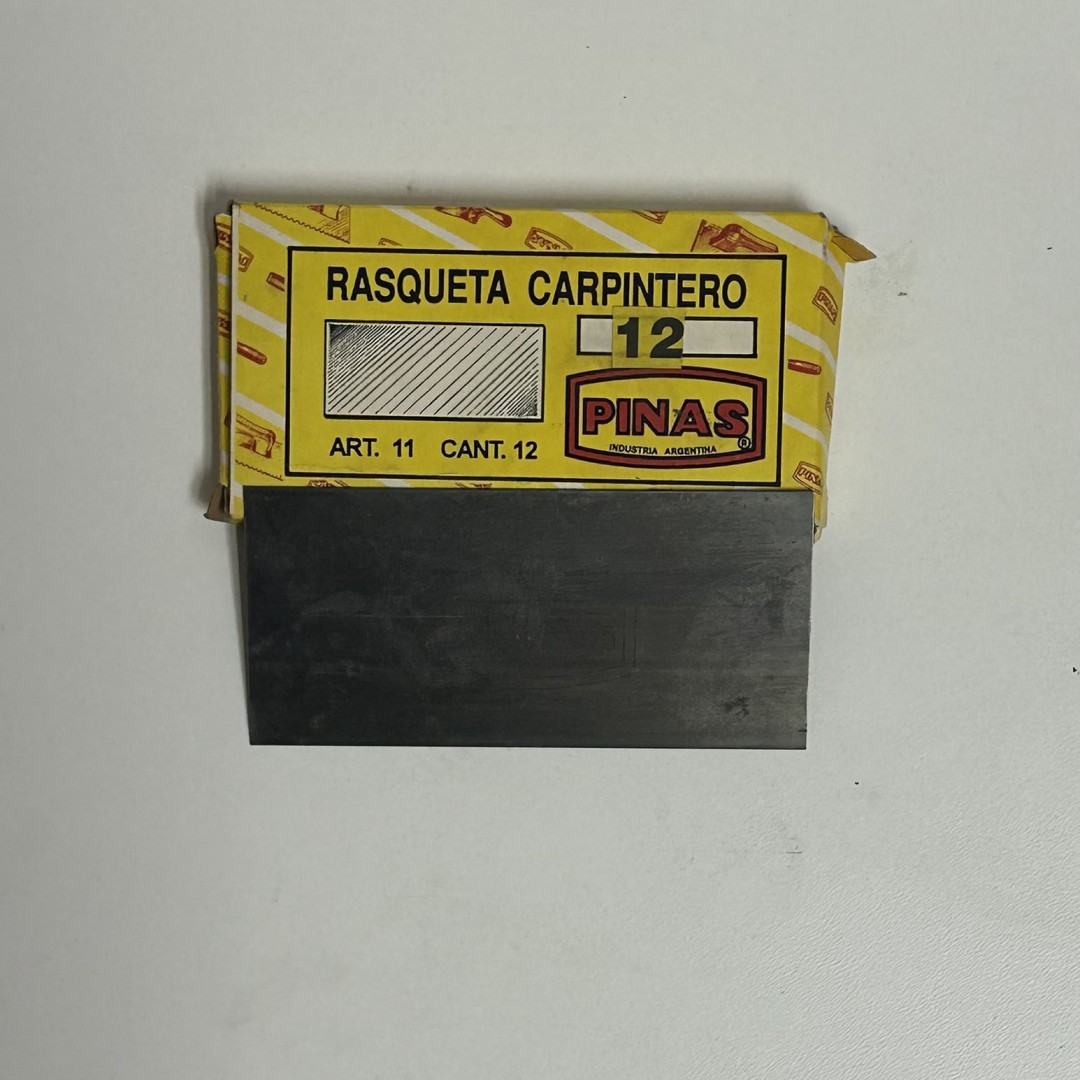 RASQUETA CARPINTERO
12
PINAS
®
INDUSTRIA ARGENTINA
ART. 11 CANT. 12